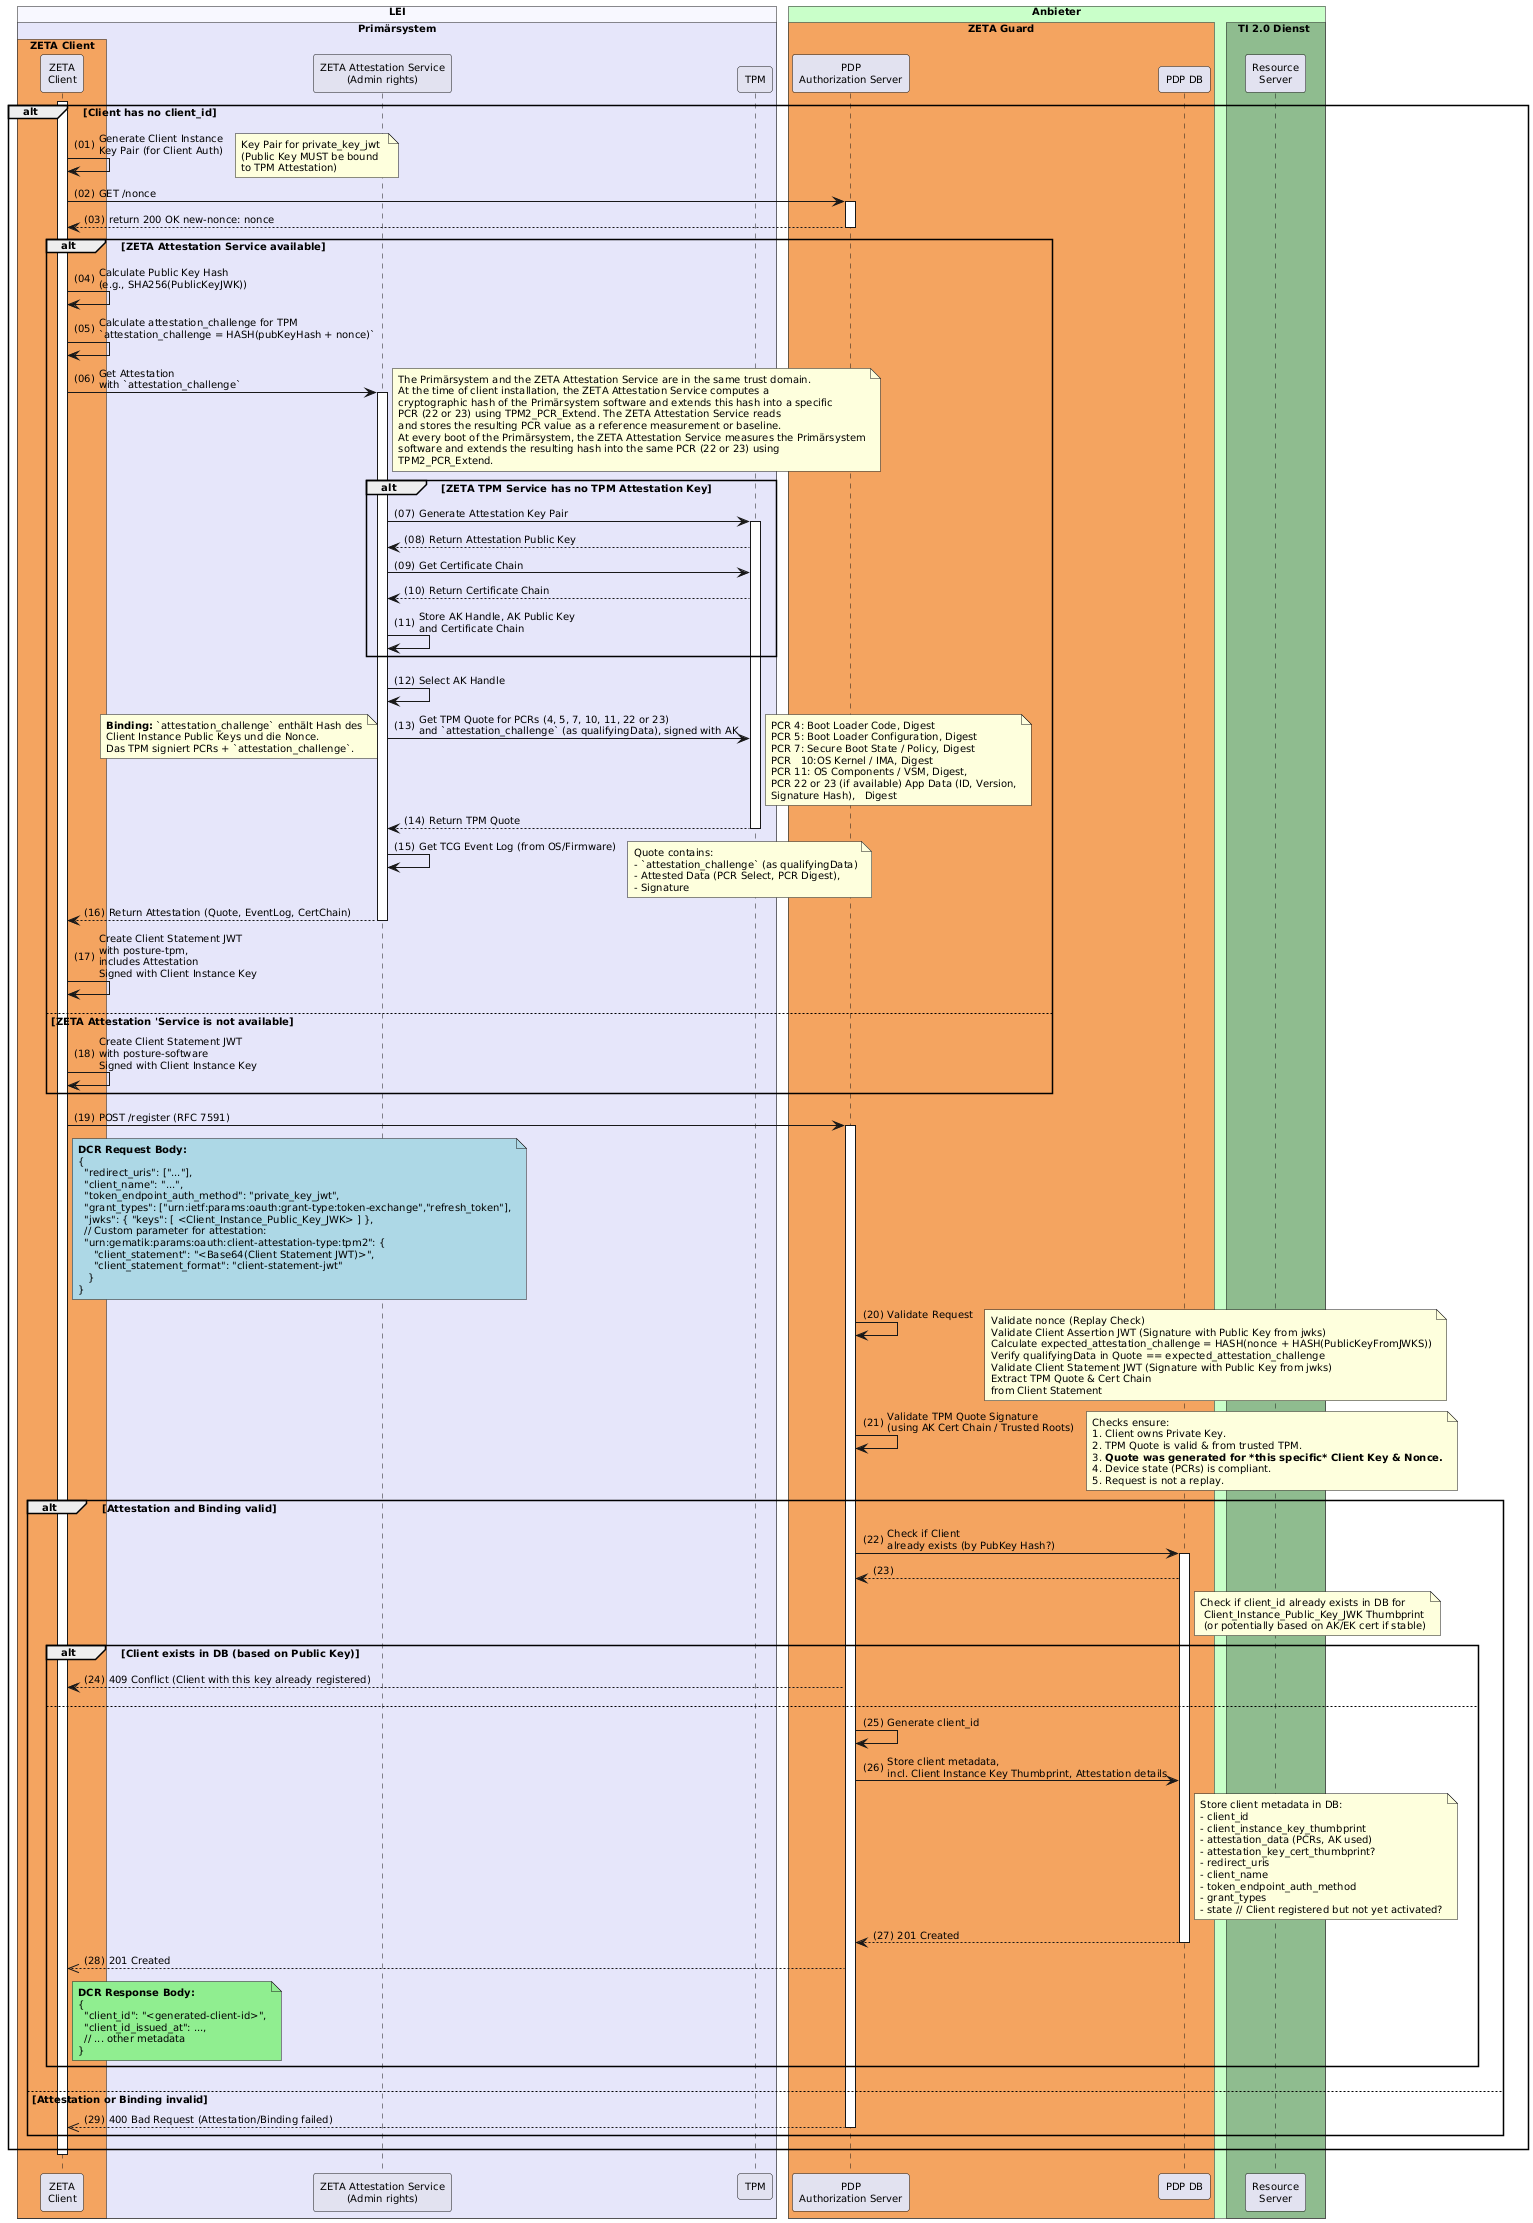 LEI
Anbieter
Primärsystem
ZETA Guard
TI 2.0 Dienst
ZETA Client
ZETA
Client
ZETA Attestation Service
(Admin rights)
TPM
PDP
Authorization Server
PDP DB
Resource
Server
alt [Client has no client_id]
(01) Generate Client Instance
Key Pair (for Client Auth)
Key Pair for private_key_jwt
(Public Key MUST be bound
to TPM Attestation)
(02) GET /nonce
(03) return 200 OK new-nonce: nonce
alt [ZETA Attestation Service available]
(04) Calculate Public Key Hash
(e.g., SHA256(PublicKeyJWK))
(05) Calculate attestation_challenge for TPM
`attestation_challenge = HASH(pubKeyHash + nonce)`
(06) Get Attestation
with `attestation_challenge`
The Primärsystem and the ZETA Attestation Service are in the same trust domain.
At the time of client installation, the ZETA Attestation Service computes a
cryptographic hash of the Primärsystem software and extends this hash into a specific
PCR (22 or 23) using TPM2_PCR_Extend. The ZETA Attestation Service reads
and stores the resulting PCR value as a reference measurement or baseline.
At every boot of the Primärsystem, the ZETA Attestation Service measures the Primärsystem
software and extends the resulting hash into the same PCR (22 or 23) using
TPM2_PCR_Extend.
alt [ZETA TPM Service has no TPM Attestation Key]
(07) Generate Attestation Key Pair
(08) Return Attestation Public Key
(09) Get Certificate Chain
(10) Return Certificate Chain
(11) Store AK Handle, AK Public Key
and Certificate Chain
(12) Select AK Handle
Binding: `attestation_challenge` enthält Hash des
Client Instance Public Keys und die Nonce.
Das TPM signiert PCRs + `attestation_challenge`.
(13) Get TPM Quote for PCRs (4, 5, 7, 10, 11, 22 or 23)
and `attestation_challenge` (as qualifyingData), signed with AK
PCR 4: Boot Loader Code, Digest
PCR 5: Boot Loader Configuration, Digest
PCR 7: Secure Boot State / Policy, Digest
PCR   10:OS Kernel / IMA, Digest
PCR 11: OS Components / VSM, Digest,
PCR 22 or 23 (if available) App Data (ID, Version,
Signature Hash),   Digest
(14) Return TPM Quote
(15) Get TCG Event Log (from OS/Firmware)
Quote contains:
- `attestation_challenge` (as qualifyingData)
- Attested Data (PCR Select, PCR Digest),
- Signature
(16) Return Attestation (Quote, EventLog, CertChain)
(17) Create Client Statement JWT
with posture-tpm,
includes Attestation
Signed with Client Instance Key
[ZETA Attestation 'Service is not available]
(18) Create Client Statement JWT
with posture-software
Signed with Client Instance Key
(19) POST /register (RFC 7591)
DCR Request Body:
{
"redirect_uris": ["..."],
"client_name": "...",
"token_endpoint_auth_method": "private_key_jwt",
"grant_types": ["urn:ietf:params:oauth:grant-type:token-exchange","refresh_token"],
"jwks": { "keys": [ <Client_Instance_Public_Key_JWK> ] },
// Custom parameter for attestation:
"urn:gematik:params:oauth:client-attestation-type:tpm2": {
"client_statement": "<Base64(Client Statement JWT)>",
"client_statement_format": "client-statement-jwt"
}
}
(20) Validate Request
Validate nonce (Replay Check)
Validate Client Assertion JWT (Signature with Public Key from jwks)
Calculate expected_attestation_challenge = HASH(nonce + HASH(PublicKeyFromJWKS))
Verify qualifyingData in Quote == expected_attestation_challenge
Validate Client Statement JWT (Signature with Public Key from jwks)
Extract TPM Quote & Cert Chain
from Client Statement
(21) Validate TPM Quote Signature
(using AK Cert Chain / Trusted Roots)
Checks ensure:
1. Client owns Private Key.
2. TPM Quote is valid & from trusted TPM.
3. Quote was generated for *this specific* Client Key & Nonce.
4. Device state (PCRs) is compliant.
5. Request is not a replay.
alt [Attestation and Binding valid]
(22) Check if Client
already exists (by PubKey Hash?)
(23)
Check if client_id already exists in DB for
Client_Instance_Public_Key_JWK Thumbprint
(or potentially based on AK/EK cert if stable)
alt [Client exists in DB (based on Public Key)]
(24) 409 Conflict (Client with this key already registered)
(25) Generate client_id
(26) Store client metadata,
incl. Client Instance Key Thumbprint, Attestation details
Store client metadata in DB:
- client_id
- client_instance_key_thumbprint
- attestation_data (PCRs, AK used)
- attestation_key_cert_thumbprint?
- redirect_uris
- client_name
- token_endpoint_auth_method
- grant_types
- state // Client registered but not yet activated?
(27) 201 Created
(28) 201 Created
DCR Response Body:
{
"client_id": "<generated-client-id>",
"client_id_issued_at": ...,
// ... other metadata
}
[Attestation or Binding invalid]
(29) 400 Bad Request (Attestation/Binding failed)
ZETA
Client
ZETA Attestation Service
(Admin rights)
TPM
PDP
Authorization Server
PDP DB
Resource
Server